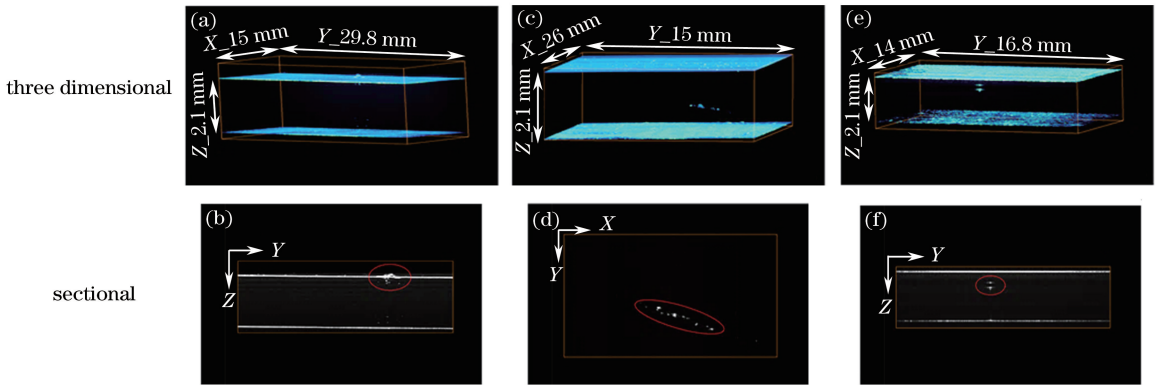 three dimensional
(a)
X_15 mm
Y_29.8 mm
Z_2.1 mm
(c)
X_26 mm
Y_15 mm
Z_2.1 mm
(e)
X_14 mm
Y_16.8 mm
Z_2.1 mm
sectional
(b)
Y
Z
(d)
X
Y
(f)
Y
Z